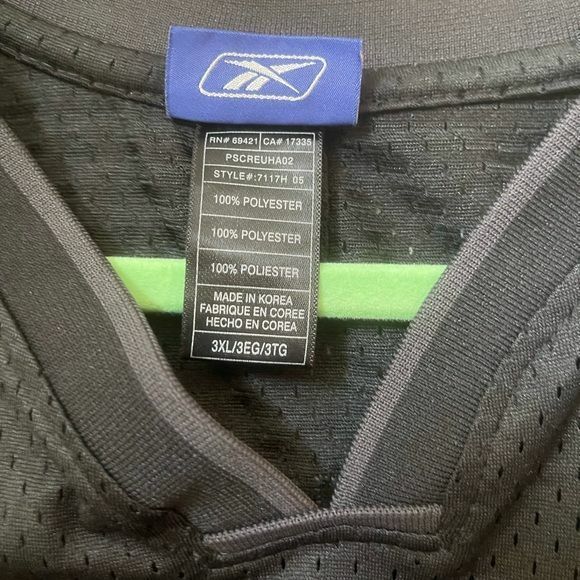 RN# 69421 CA# 17335
PSCREUHA02
STYLE#:7117H 05
100% POLYESTER
100% POLYESTER
100% POLIESTER
MADE IN KOREA
FABRIQUE EN COREE
HECHO EN COREA
3XL/3EG/3TG